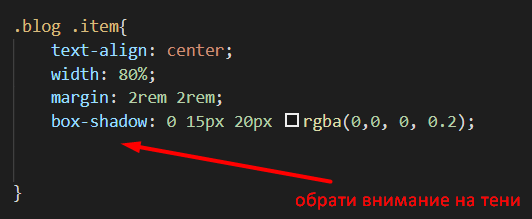 .blog .item{
text-align: center;
width: 80%;
margin: 2rem 2rem;
box-shadow: 0 15px 20px rgba(0,0, 0, 0.2);
обрати внимание на тени
}